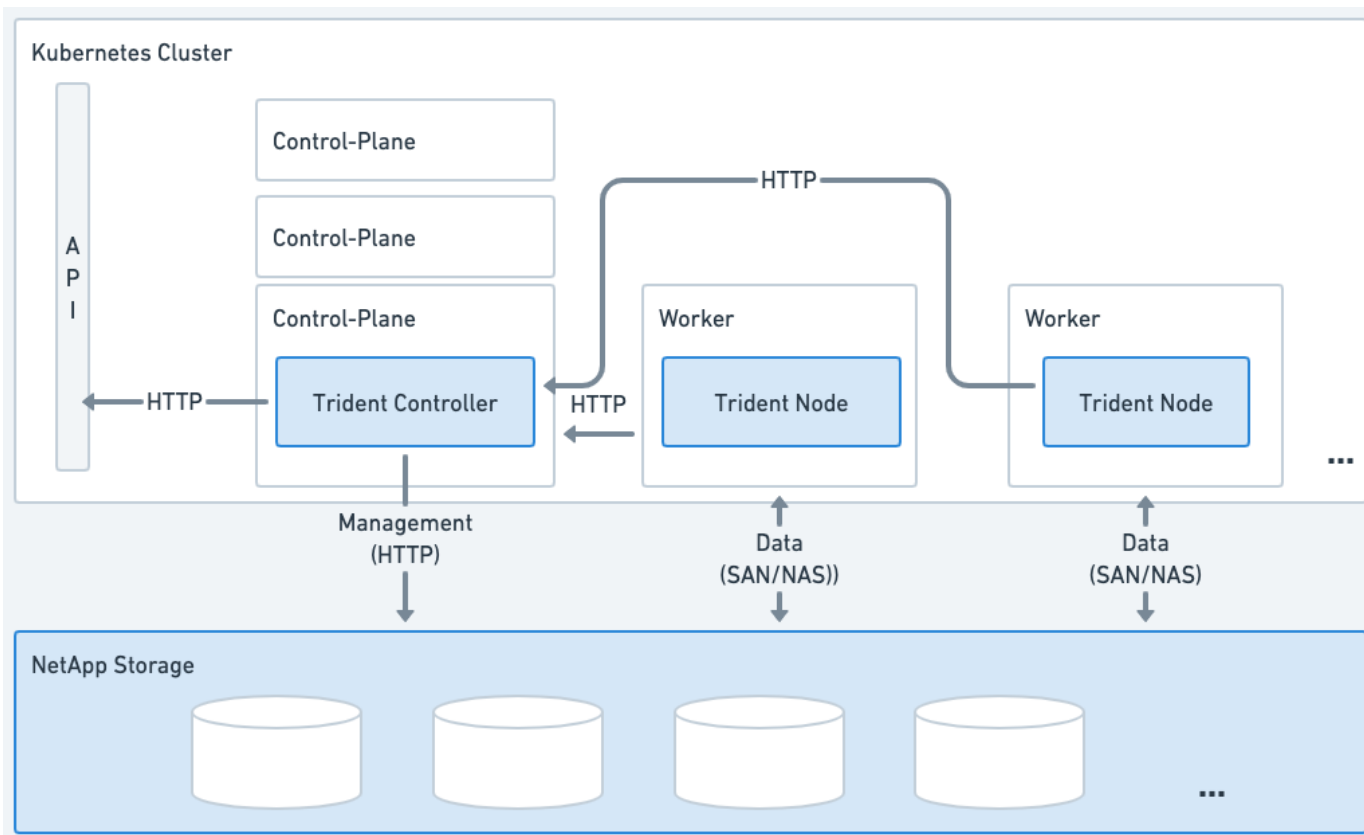 Kubernetes Cluster
A
P
I
Control-Plane
Control-Plane
Control-Plane
Trident Controller
HTTP
HTTP
HTTP
Worker
Trident Node
Worker
Trident Node
...
Management
(HTTP)
Data
(SAN/NAS))
Data
(SAN/NAS)
NetApp Storage
...